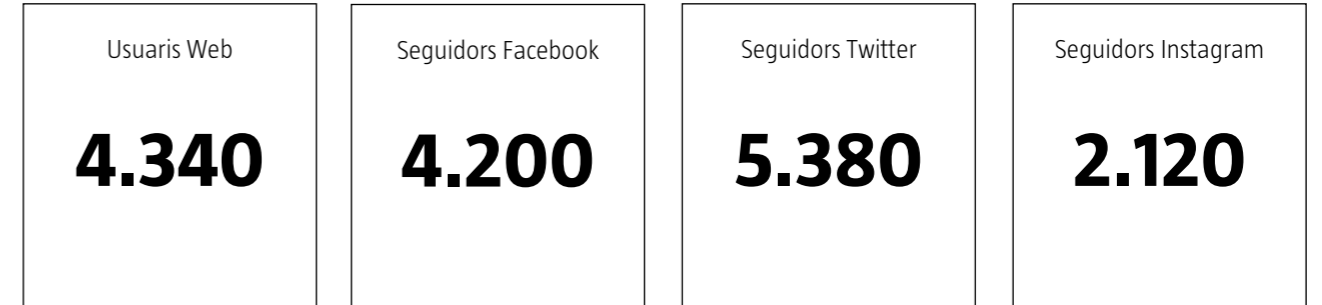 Usuaris Web
4.340
Seguidors Facebook
4.200
Seguidors Twitter
5.380
Seguidors Instagram
2.120